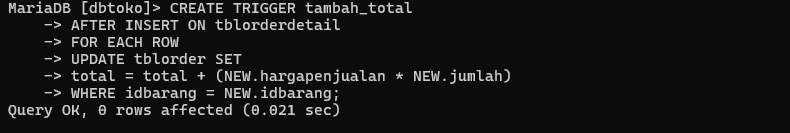 MariaDB [dbtoko]> CREATE TRIGGER tambah_total
    -> AFTER INSERT ON tblorderdetail
    -> FOR EACH ROW
    -> UPDATE tblorder SET
    -> total = total + (NEW.hargapenjualan * NEW.jumlah)
    -> WHERE idbarang = NEW.idbarang;
Query OK, 0 rows affected (0.021 sec)